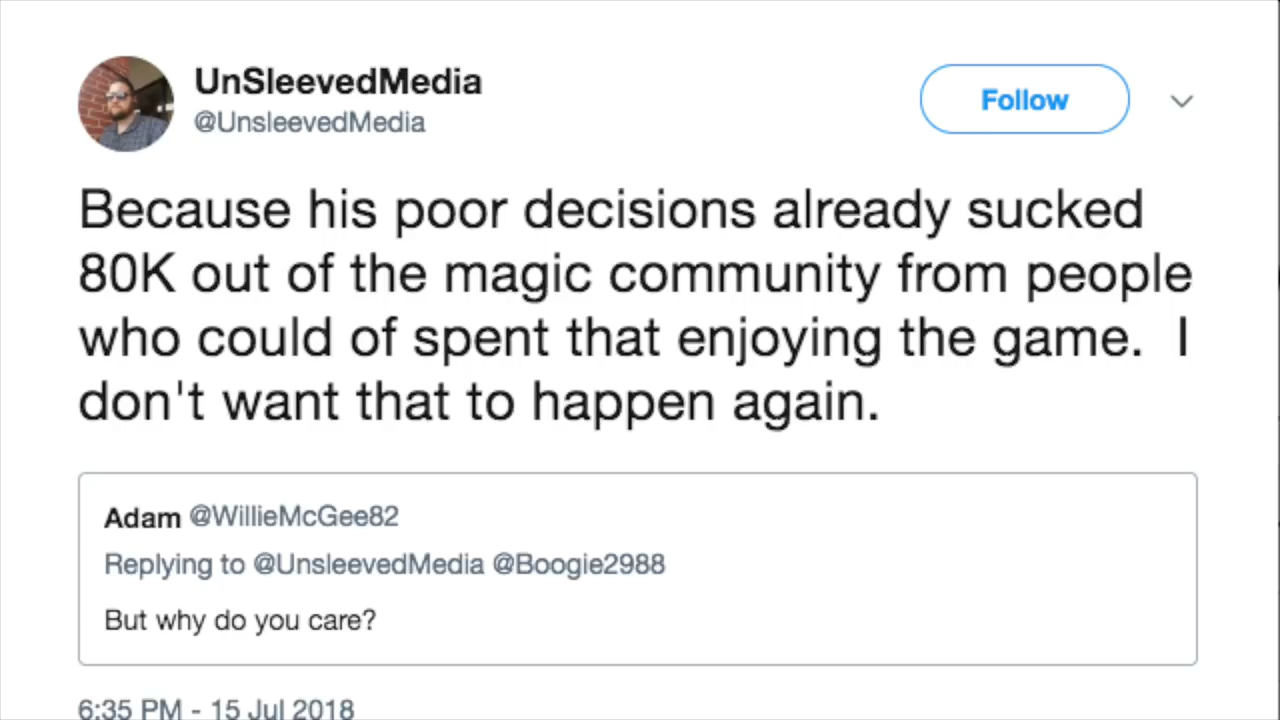 UnSleevedMedia
@UnsleevedMedia
Follow
Because his poor decisions already sucked
80K out of the magic community from people
who could of spent that enjoying the game.  I
don't want that to happen again.
Adam @WillieMcGee82
Replying to @UnsleevedMedia @Boogie2988
But why do you care?
6:35 PM - 15 Jul 2018